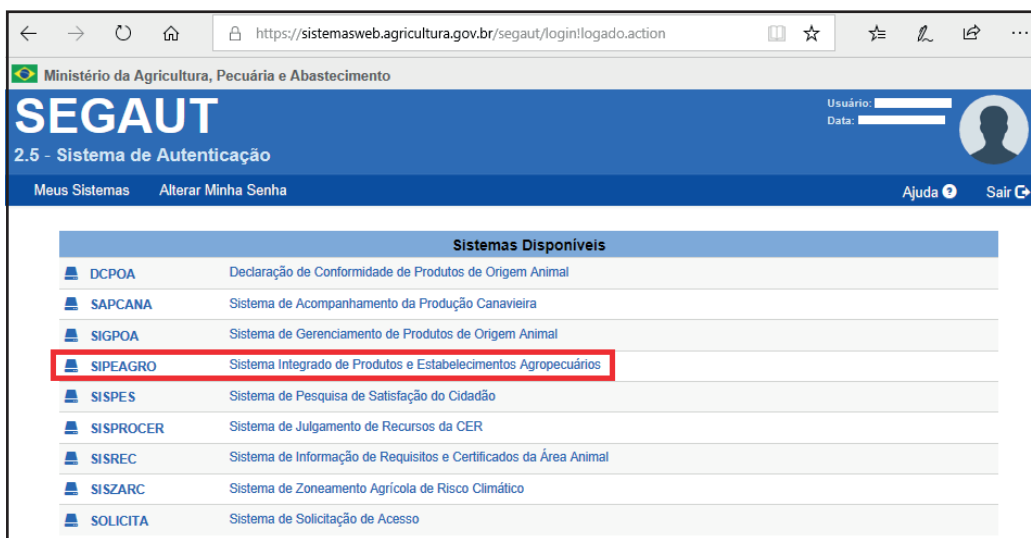 https://sistemasweb.agricultura.gov.br/segaut/login!logado.action
Ministério da Agricultura, Pecuária e Abastecimento
SEGAUT
Usuário:
Data:
2.5 - Sistema de Autenticação
Meus Sistemas Alterar Minha Senha Ajuda ? Sair
Sistemas Disponíveis
DCPOA Declaração de Conformidade de Produtos de Origem Animal
SAPCANA Sistema de Acompanhamento da Produção Canavieira
SIGPOA Sistema de Gerenciamento de Produtos de Origem Animal
SIPEAGRO Sistema Integrado de Produtos e Estabelecimentos Agropecuários
SISPES Sistema de Pesquisa de Satisfação do Cidadão
SISPROCER Sistema de Julgamento de Recursos da CER
SISREC Sistema de Informação de Requisitos e Certificados da Área Animal
SISZARC Sistema de Zoneamento Agrícola de Risco Climático
SOLICITA Sistema de Solicitação de Acesso